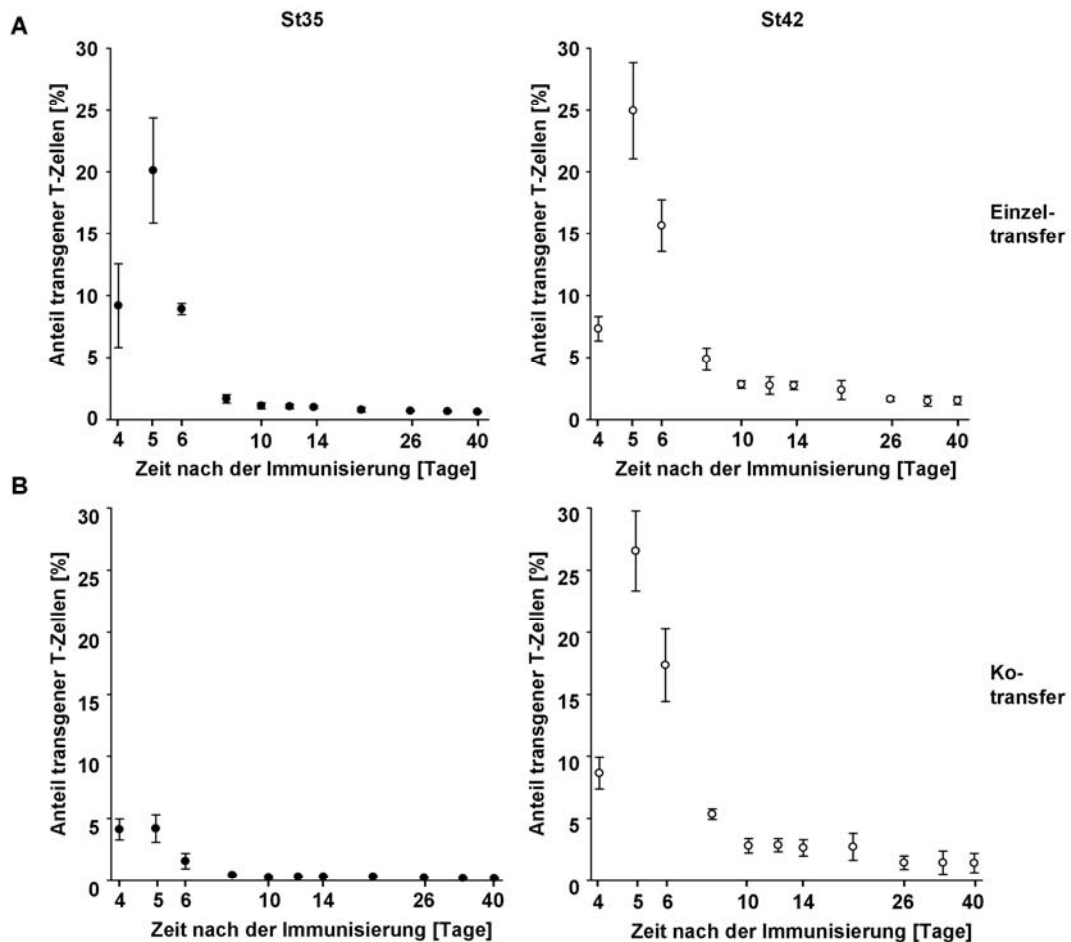 A
St35
St42
Anteil transgener T-Zellen [%]
30
25
20
15
10
5
0
4 5 6 10 14 26 40
Zeit nach der Immunisierung [Tage]
Anteil transgener T-Zellen [%]
30
25
20
15
10
5
0
4 5 6 10 14 26 40
Zeit nach der Immunisierung [Tage]
Einzel-
transfer
B
Anteil transgener T-Zellen [%]
30
25
20
15
10
5
0
4 5 6 10 14 26 40
Zeit nach der Immunisierung [Tage]
Anteil transgener T-Zellen [%]
30
25
20
15
10
5
0
4 5 6 10 14 26 40
Zeit nach der Immunisierung [Tage]
Ko-
transfer